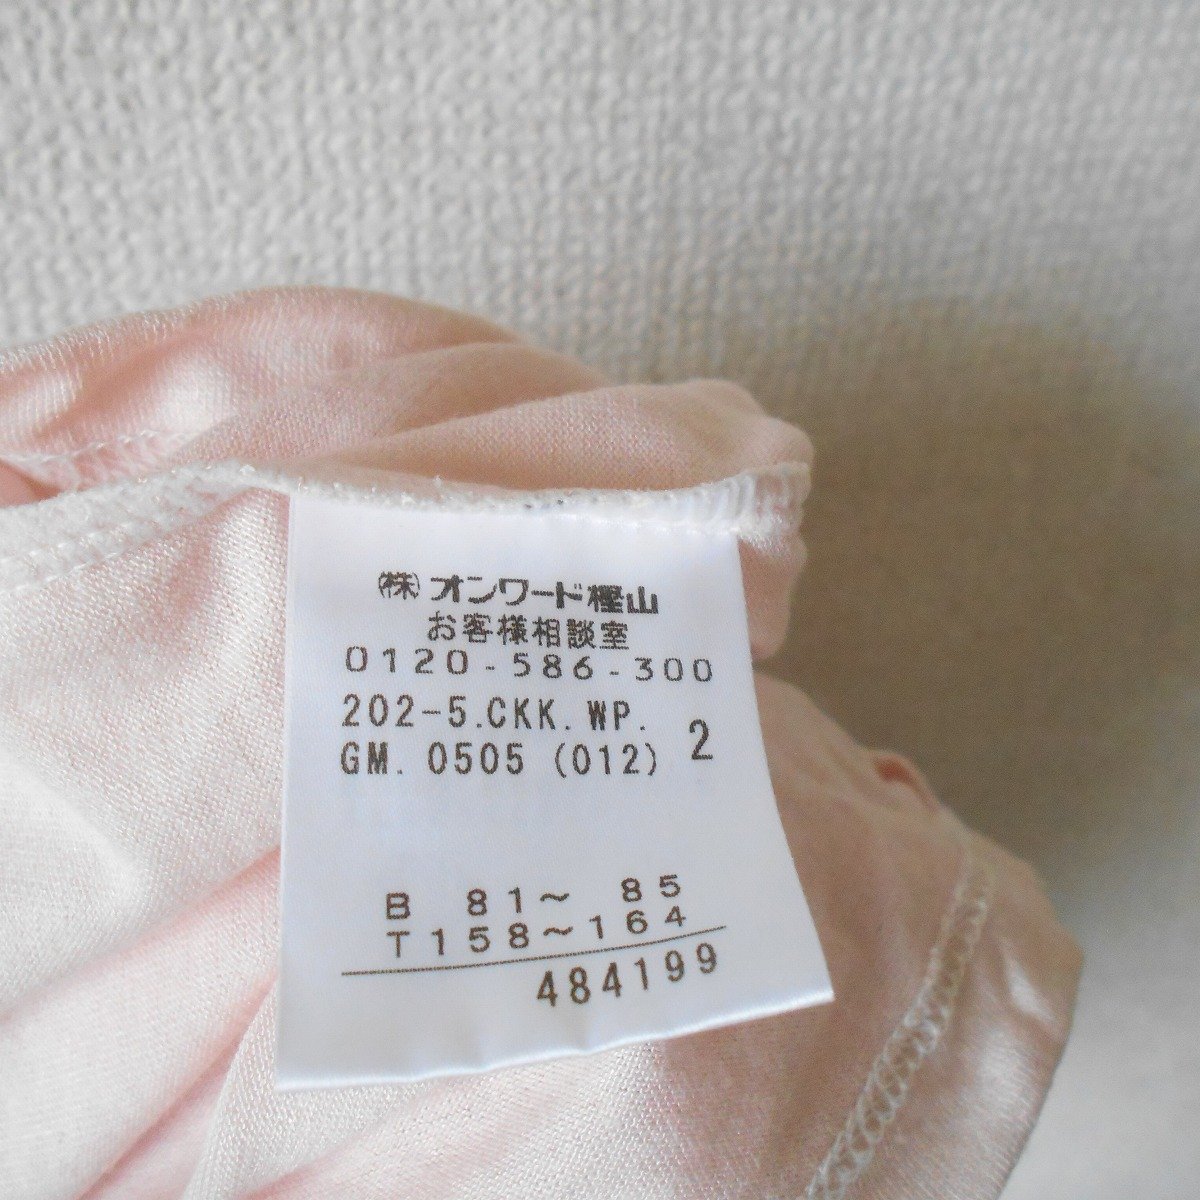 ㈱オンワード樫山
お客様相談室
0120-586-300
202-5.CKK.WP.
GM. 0505 (012) 2
B 81～ 85
T158～164
484199